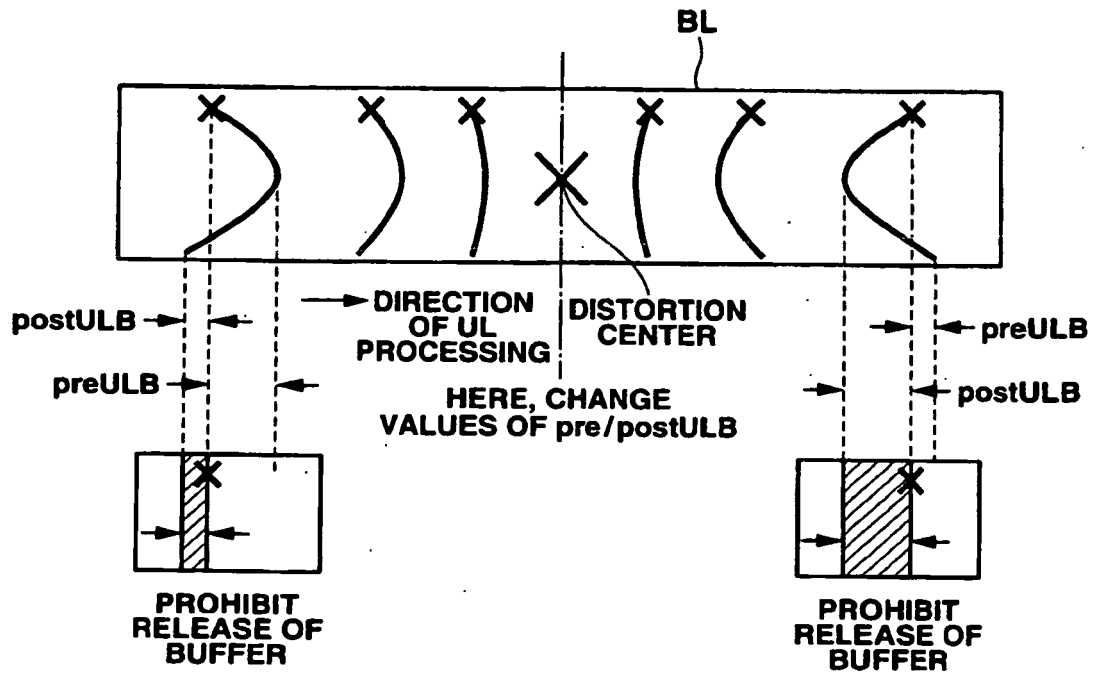 BL
DIRECTION
OF UL
PROCESSING
DISTORTION
CENTER
postULB
preULB
preULB
postULB
HERE, CHANGE
VALUES OF pre/postULB
PROHIBIT
RELEASE OF
BUFFER
PROHIBIT
RELEASE OF
BUFFER